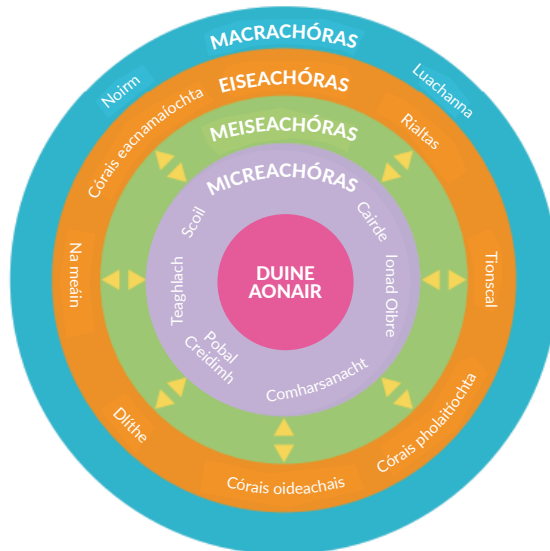 MACRACHÓRAS
Noirm
Luachanna
EISEACHÓRAS
Córais eacnamaíochta
Rialtas
Na meáin
Tionscal
Dlíthe
Córais pholaitíochta
Córais oideachais
MEISEACHÓRAS
MICREACHÓRAS
Scoil
Cairde
Teaghlach
Ionad Oibre
Pobal
Creidimh
Comharsanacht
DUINE
AONAIR